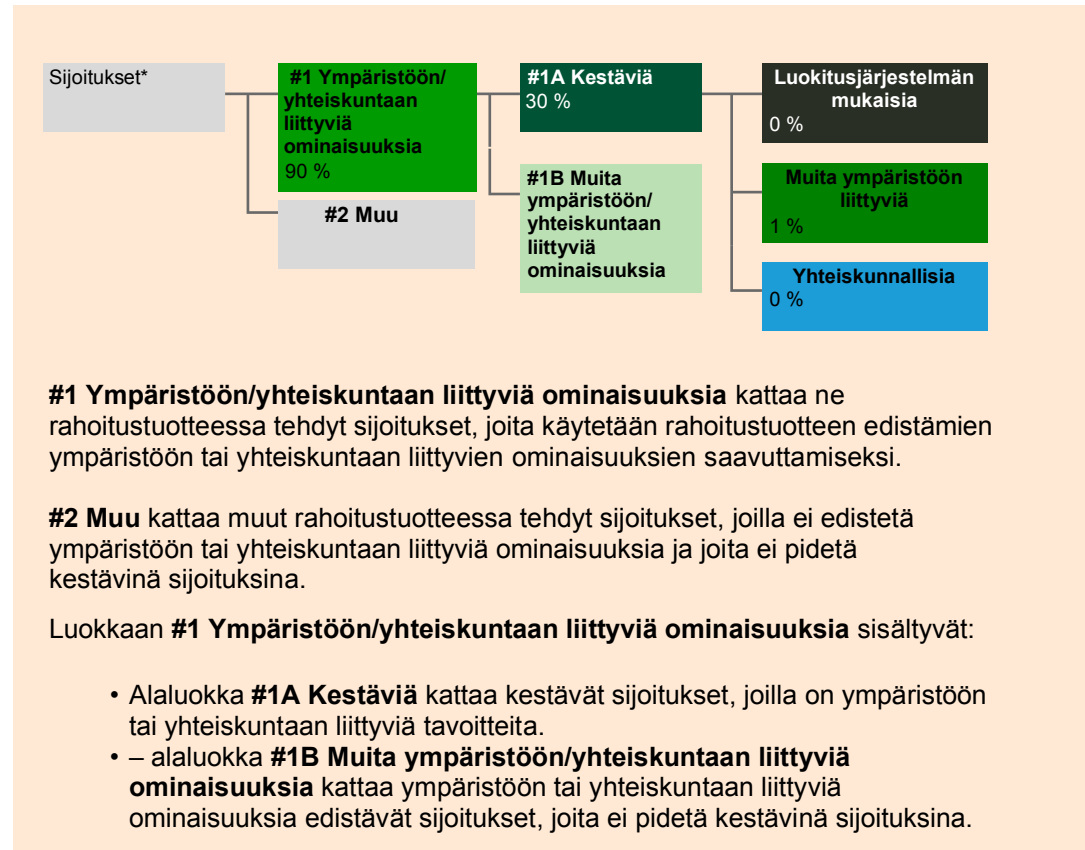 Sijoitukset*
#1 Ympäristöön/
yhteiskuntaan
liittyviä
ominaisuuksia
90 %
#2 Muu
#1A Kestäviä
30 %
#1B Muita
ympäristöön/
yhteiskuntaan
liittyviä
ominaisuuksia
Luokitusjärjestelmän
mukaisia
0 %
Muita ympäristöön
liittyviä
1 %
Yhteiskunnallisia
0 %
#1 Ympäristöön/yhteiskuntaan liittyviä ominaisuuksia kattaa ne
rahoitustuotteessa tehdyt sijoitukset, joita käytetään rahoitustuotteen edistämien
ympäristöön tai yhteiskuntaan liittyvien ominaisuuksien saavuttamiseksi.
#2 Muu kattaa muut rahoitustuotteessa tehdyt sijoitukset, joilla ei edistetä
ympäristöön tai yhteiskuntaan liittyviä ominaisuuksia ja joita ei pidetä
kestävinä sijoituksina.
Luokkaan #1 Ympäristöön/yhteiskuntaan liittyviä ominaisuuksia sisältyvät:
• Alaluokka #1A Kestäviä kattaa kestävät sijoitukset, joilla on ympäristöön
tai yhteiskuntaan liittyviä tavoitteita.
• – alaluokka #1B Muita ympäristöön/yhteiskuntaan liittyviä
ominaisuuksia kattaa ympäristöön tai yhteiskuntaan liittyviä
ominaisuuksia edistävät sijoitukset, joita ei pidetä kestävinä sijoituksina.